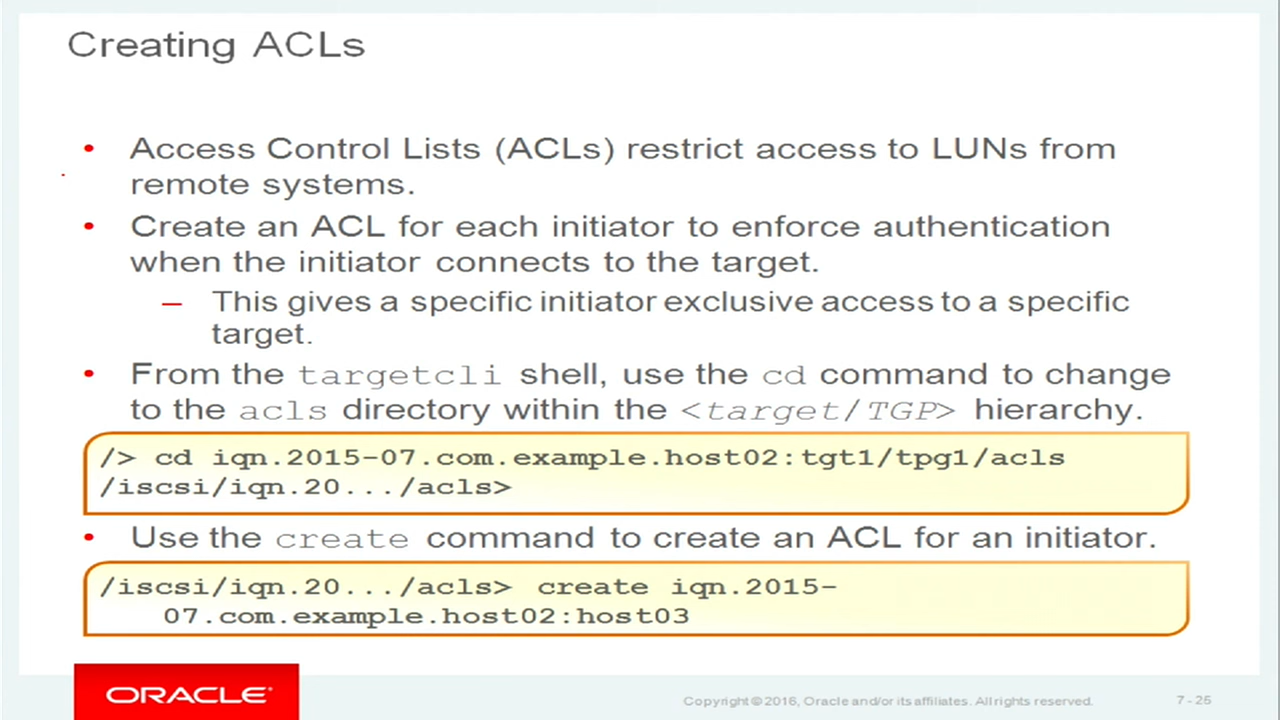 Creating ACLs
• Access Control Lists (ACLs) restrict access to LUNs from
remote systems.
• Create an ACL for each initiator to enforce authentication
when the initiator connects to the target.
– This gives a specific initiator exclusive access to a specific
target.
• From the targetcli shell, use the cd command to change
to the acls directory within the <target/TGP> hierarchy.
/> cd iqn.2015-07.com.example.host02:tgt1/tpg1/acls
/iscsi/iqn.20.../acls>
• Use the create command to create an ACL for an initiator.
/iscsi/iqn.20.../acls> create iqn.2015-
07.com.example.host02:host03
ORACLE®
Copyright © 2016, Oracle and/or its affiliates. All rights reserved.
7 - 25